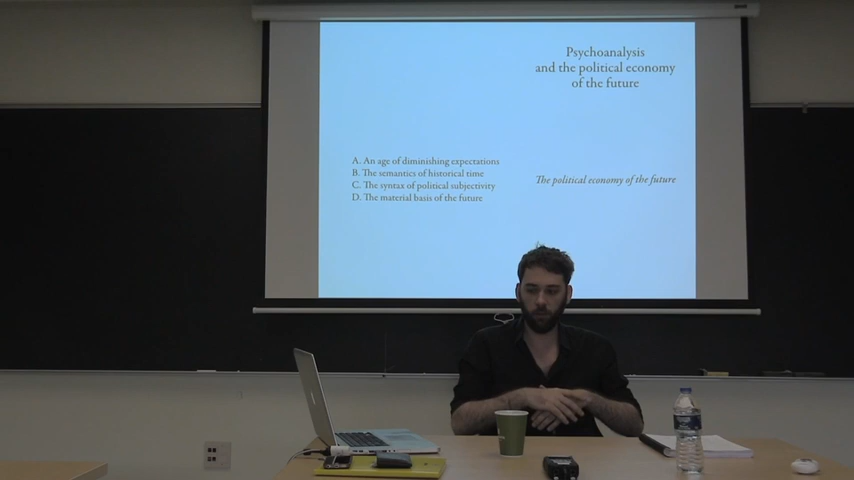 Psychoanalysis
and the political economy
of the future
A. An age of diminishing expectations
B. The semantics of historical time
C. The syntax of political subjectivity
D. The material basis of the future
The political economy of the future